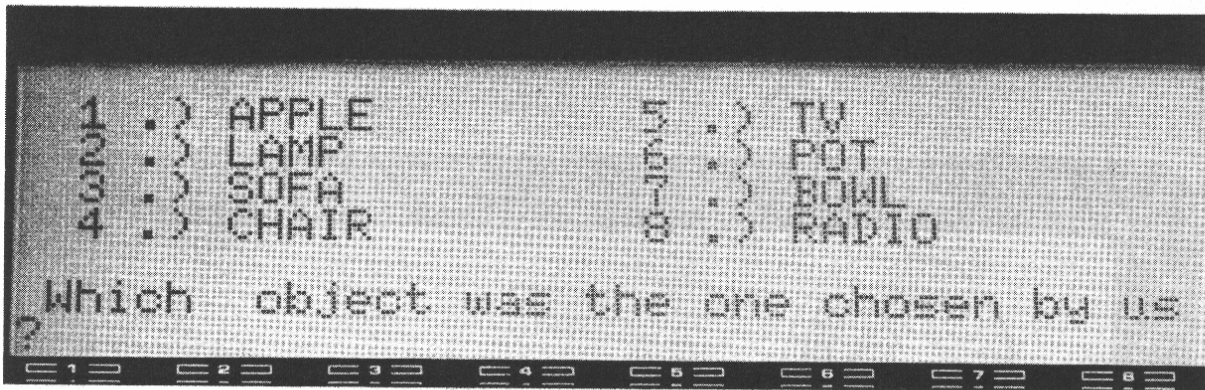 1 .) APPLE 5 .) TV
2 .) LAMP 6 .) POT
3 .) SOFA 7 .) BOWL
4 .) CHAIR 8 .) RADIO
Which object was the one chosen by us
?
1 2 3 4 5 6 7 8